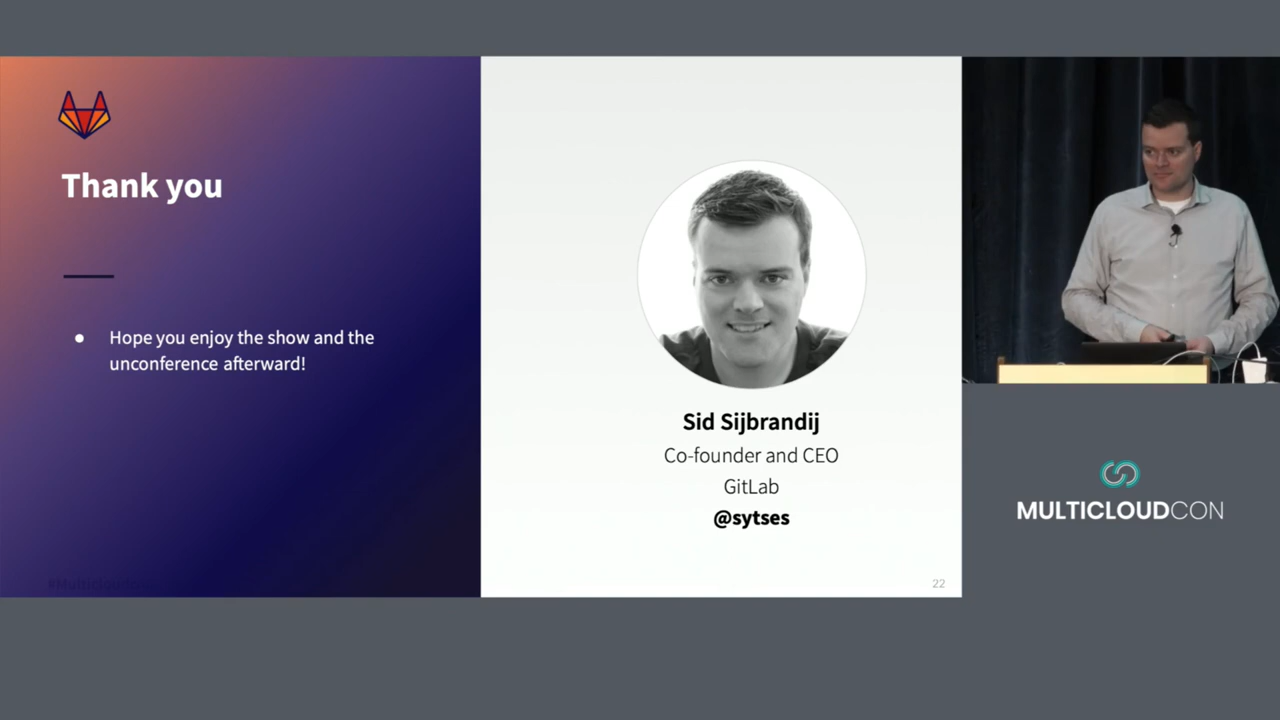 Thank you
Hope you enjoy the show and the
unconference afterward!
Sid Sijbrandij
Co-founder and CEO
GitLab
@sytses
22
MULTICLOUDCON